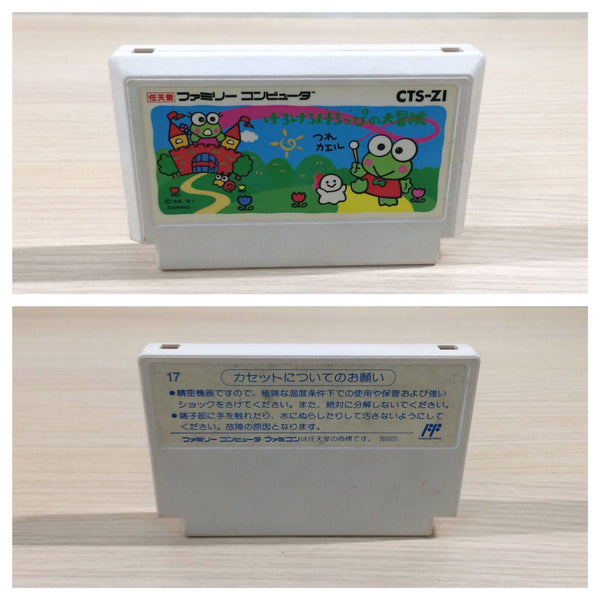 任天堂 ファミリー コンピュータ™ CTS-Z1
けろけろけろっぴの大冒険
つれ
カエル
©'88,'91
SANRIO
17 カセットについてのお願い
●精密機器ですので、極端な温度条件下での使用や保管および強い
ショックをさけてください。また、絶対に分解しないでください。
●端子部に手を触れたり、水にぬらしたりして汚さないようにして
ください。故障の原因となります。
ファミリー コンピュータ・ファミコンは任天堂の商標です。